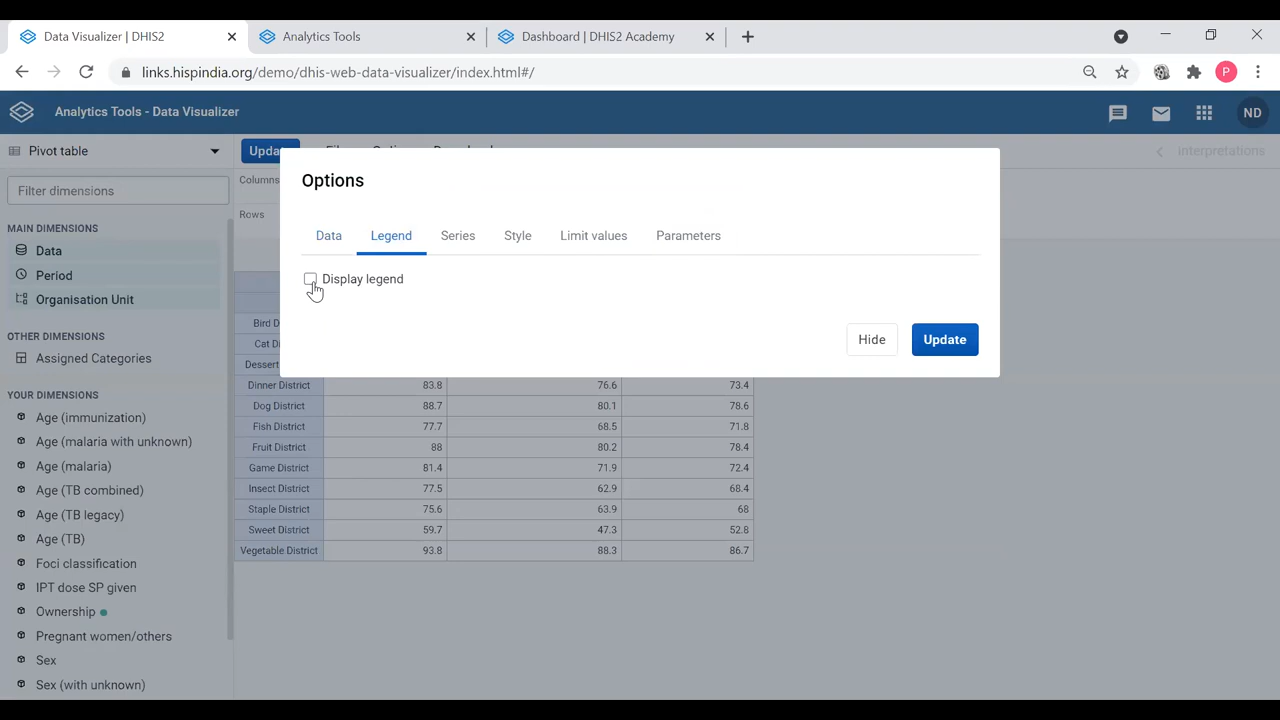 Data Visualizer | DHIS2
Analytics Tools
Dashboard | DHIS2 Academy
links.hispindia.org/demo/dhis-web-data-visualizer/index.html#/
P
Analytics Tools - Data Visualizer
ND
Pivot table
Interpretations
Filter dimensions
Columns
Rows
MAIN DIMENSIONS
Data
Period
Organisation Unit
OTHER DIMENSIONS
Assigned Categories
YOUR DIMENSIONS
Age (immunization)
Age (malaria with unknown)
Age (malaria)
Age (TB combined)
Age (TB legacy)
Age (TB)
Foci classification
IPT dose SP given
Ownership
Pregnant women/others
Sex
Sex (with unknown)
Options
Data Legend Series Style Limit values Parameters
Display legend
Hide Update
Dinner District 83.8 76.6 73.4
Dog District 88.7 80.1 78.6
Fish District 77.7 68.5 71.8
Fruit District 88 80.2 78.4
Game District 81.4 71.9 72.4
Insect District 77.5 62.9 68.4
Staple District 75.6 63.9 68
Sweet District 59.7 47.3 52.8
Vegetable District 93.8 88.3 86.7